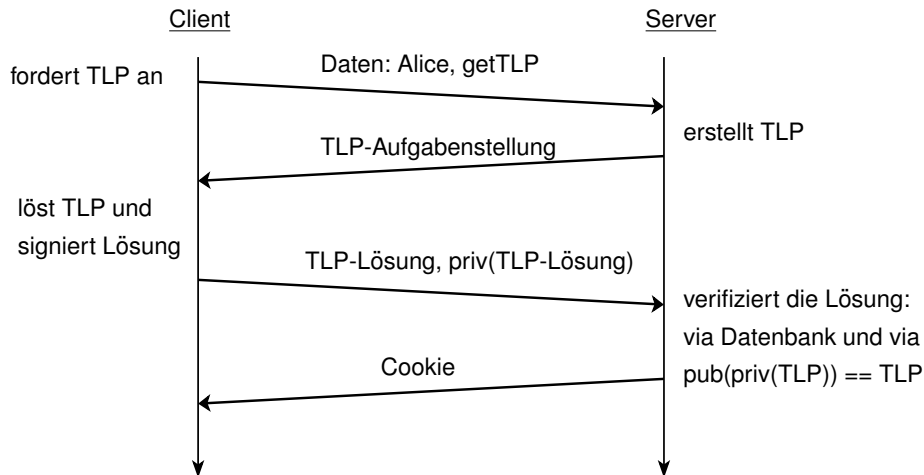 Client
Server
fordert TLP an
Daten: Alice, getTLP
erstellt TLP
TLP-Aufgabenstellung
löst TLP und
signiert Lösung
TLP-Lösung, priv(TLP-Lösung)
verifiziert die Lösung:
via Datenbank und via
pub(priv(TLP)) == TLP
Cookie